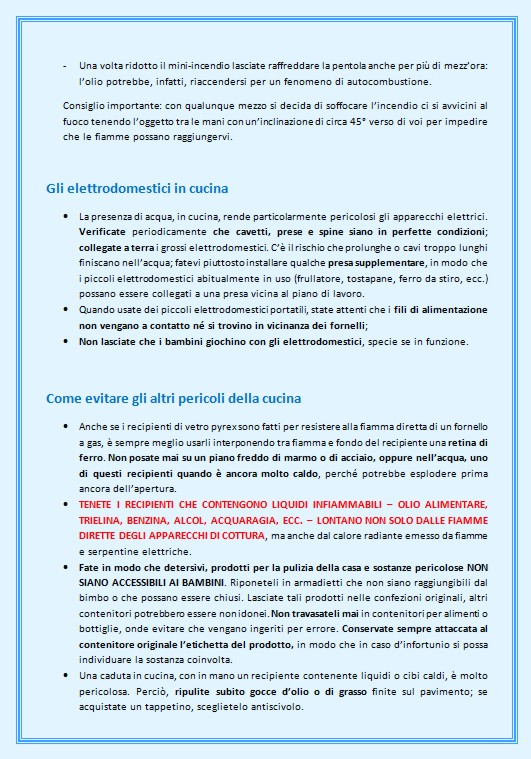 - Una volta ridotto il mini-incendio lasciate raffreddare la pentola anche per più di mezz'ora:
l'olio potrebbe, infatti, riaccendersi per un fenomeno di autocombustione.
Consiglio importante: con qualunque mezzo si decida di soffocare l'incendio ci si avvicini al
fuoco tenendo l'oggetto tra le mani con un'inclinazione di circa 45° verso di voi per impedire
che le fiamme possano raggiungervi.
Gli elettrodomestici in cucina
• La presenza di acqua, in cucina, rende particolarmente pericolosi gli apparecchi elettrici.
Verificate periodicamente che cavetti, prese e spine siano in perfette condizioni;
collegate a terra i grossi elettrodomestici. C'è il rischio che prolunghe o cavi troppo lunghi
finiscano nell'acqua; fatevi piuttosto installare qualche presa supplementare, in modo che
i piccoli elettrodomestici abitualmente in uso (frullatore, tostapane, ferro da stiro, ecc.)
possano essere collegati a una presa vicina al piano di lavoro.
• Quando usate dei piccoli elettrodomestici portatili, state attenti che i fili di alimentazione
non vengano a contatto né si trovino in vicinanza dei fornelli;
• Non lasciate che i bambini giochino con gli elettrodomestici, specie se in funzione.
Come evitare gli altri pericoli della cucina
• Anche se i recipienti di vetro pyrex sono fatti per resistere alla fiamma diretta di un fornello
a gas, è sempre meglio usarli interponendo tra fiamma e fondo del recipiente una retina di
ferro. Non posate mai su un piano freddo di marmo o di acciaio, oppure nell'acqua, uno
di questi recipienti quando è ancora molto caldo, perché potrebbe esplodere prima
ancora dell'apertura.
• TENETE I RECIPIENTI CHE CONTENGONO LIQUIDI INFIAMMABILI – OLIO ALIMENTARE,
TRIELINA, BENZINA, ALCOL, ACQUARAGIA, ECC. – LONTANO NON SOLO DALLE FIAMME
DIRETTE DEGLI APPARECCHI DI COTTURA, ma anche dal calore radiante emesso da fiamme
e serpentine elettriche.
• Fate in modo che detersivi, prodotti per la pulizia della casa e sostanze pericolose NON
SIANO ACCESSIBILI AI BAMBINI. Riponeteli in armadietti che non siano raggiungibili dal
bimbo o che possano essere chiusi. Lasciate tali prodotti nelle confezioni originali, altri
contenitori potrebbero essere non idonei. Non travasateli mai in contenitori per alimenti o
bottiglie, onde evitare che vengano ingeriti per errore. Conservate sempre attaccata al
contenitore originale l'etichetta del prodotto, in modo che in caso d'infortunio si possa
individuare la sostanza coinvolta.
• Una caduta in cucina, con in mano un recipiente contenente liquidi o cibi caldi, è molto
pericolosa. Perciò, ripulite subito gocce d'olio o di grasso finite sul pavimento; se
acquistate un tappetino, sceglietelo antiscivolo.